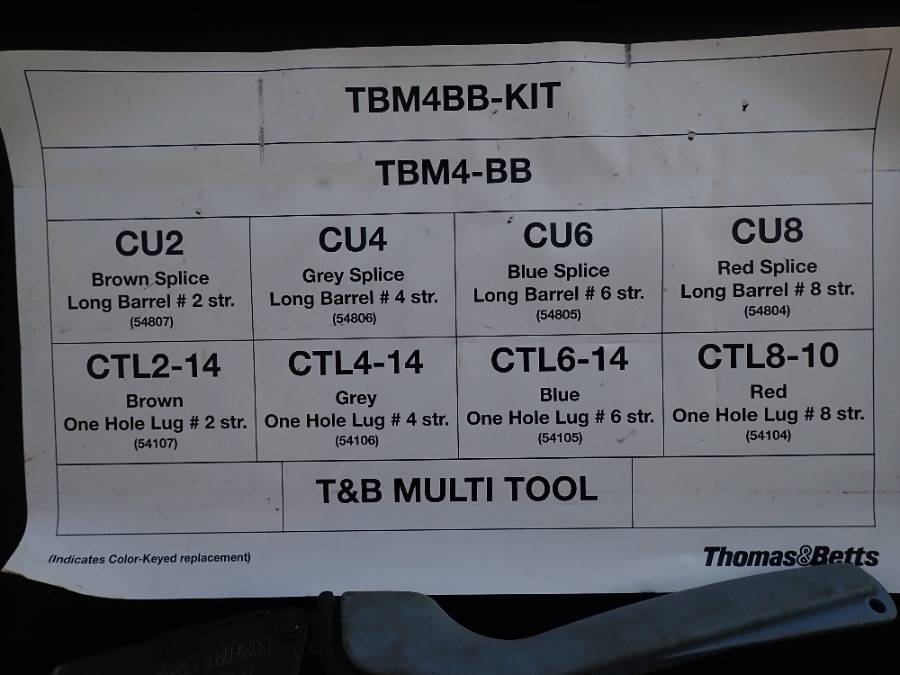 TBM4BB-KIT
TBM4-BB
CU2
Brown Splice
Long Barrel # 2 str.
(54807)
CU4
Grey Splice
Long Barrel # 4 str.
(54806)
CU6
Blue Splice
Long Barrel # 6 str.
(54805)
CU8
Red Splice
Long Barrel # 8 str.
(54804)
CTL2-14
Brown
One Hole Lug # 2 str.
(54107)
CTL4-14
Grey
One Hole Lug # 4 str.
(54106)
CTL6-14
Blue
One Hole Lug # 6 str.
(54105)
CTL8-10
Red
One Hole Lug # 8 str.
(54104)
T&B MULTI TOOL
(Indicates Color-Keyed replacement)
Thomas&Betts
COMFORT